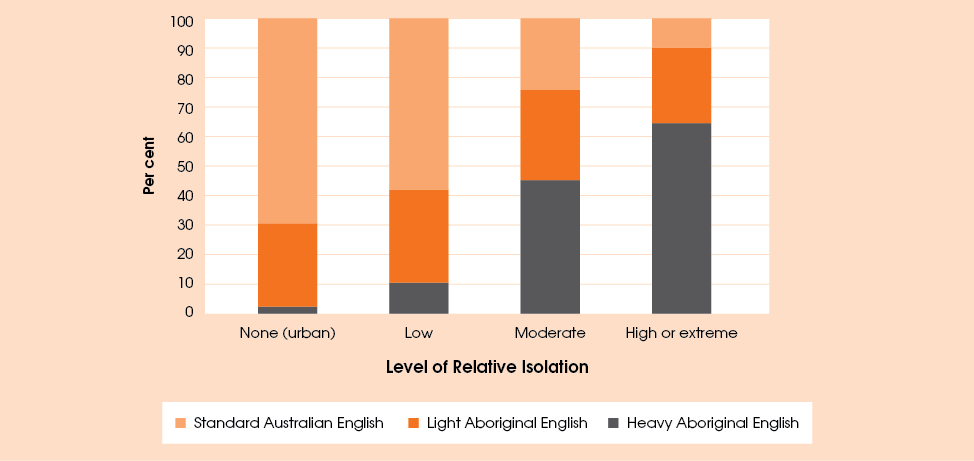 100
90
80
70
60
50
40
30
20
10
0
Per cent
None (urban) Low Moderate High or extreme
Level of Relative Isolation
Standard Australian English Light Aboriginal English Heavy Aboriginal English